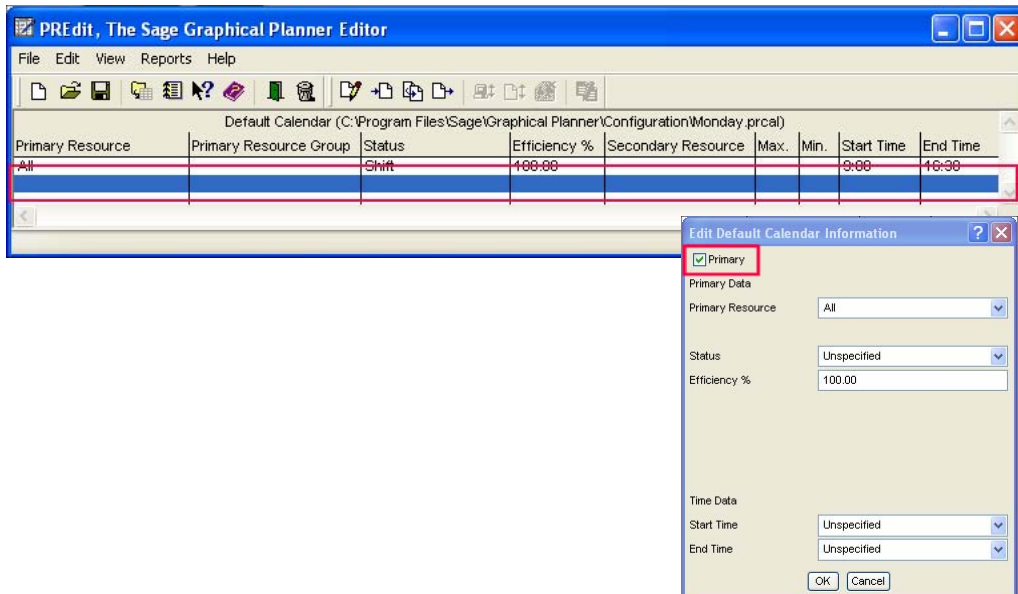 PREdit, The Sage Graphical Planner Editor
File Edit View Reports Help
Default Calendar (C:\Program Files\Sage\Graphical Planner\Configuration\Monday.prcal)
Primary Resource Primary Resource Group Status Efficiency % Secondary Resource Max. Min. Start Time End Time
All Shift 100.00 9:00 16:30
Edit Default Calendar Information
Primary
Primary Data
Primary Resource All
Status Unspecified
Efficiency % 100.00
Time Data
Start Time Unspecified
End Time Unspecified
OK Cancel